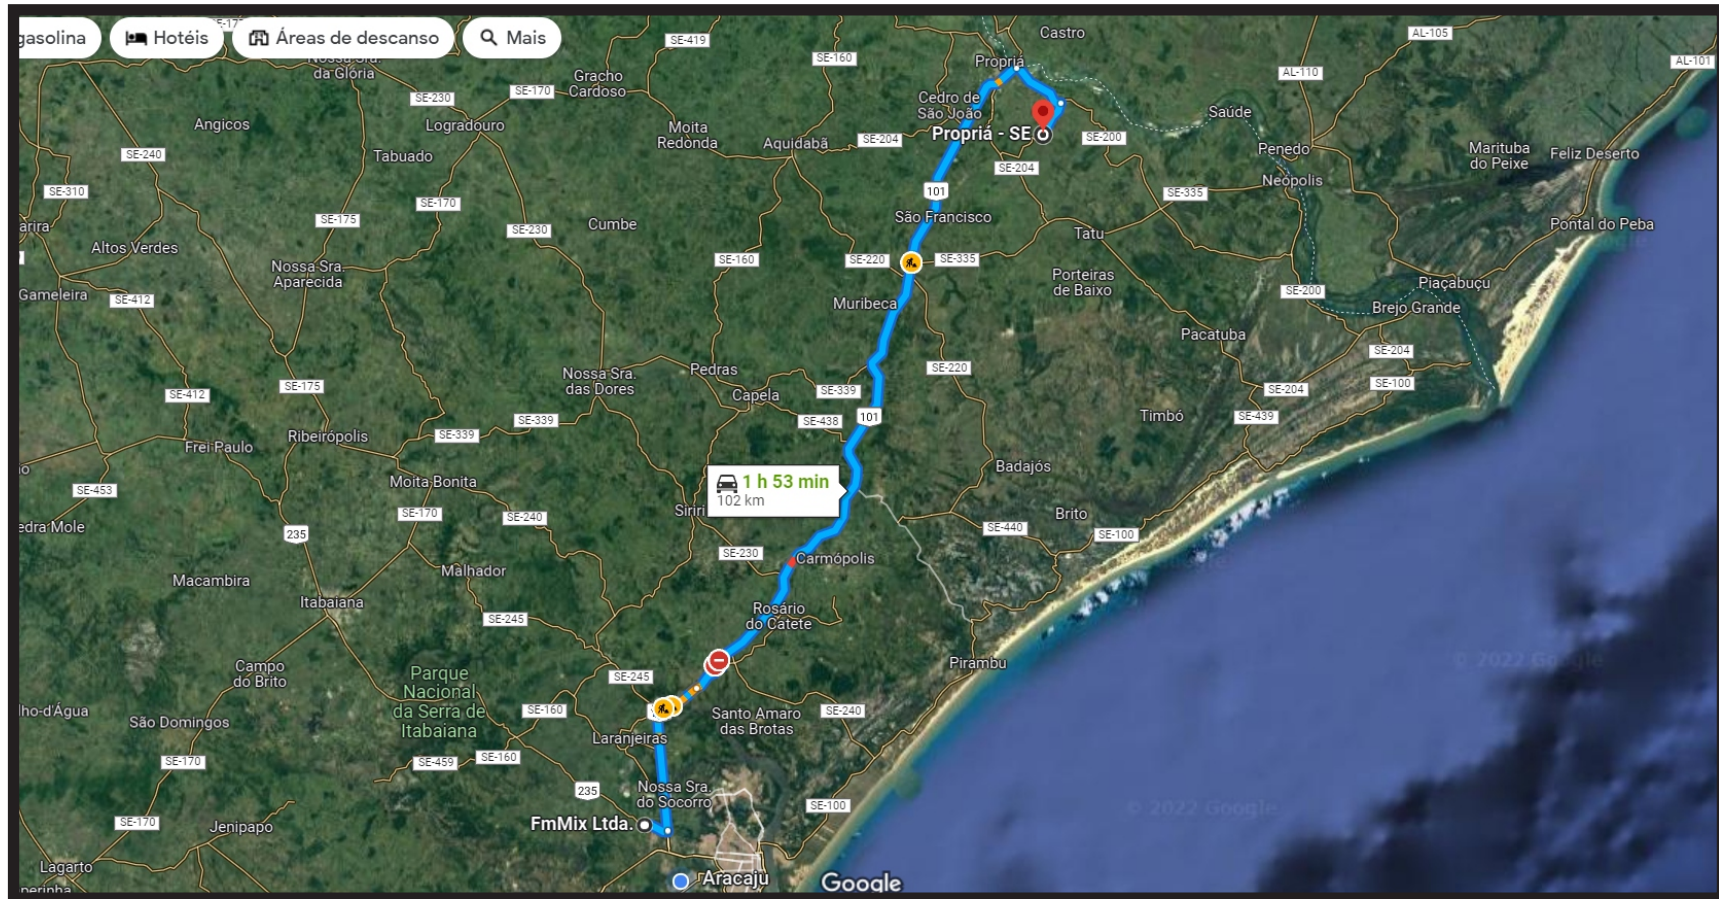 gasolina
Hotéis
Áreas de descanso
Mais
SE-419
SE-160
Castro
AL-105
AL-101
AL-110
Nossa Sra.
da Glória
Gracho
Cardoso
SE-170
SE-230
Propriá
Cedro de
São João
Propriá - SE
Saúde
Angicos
Logradouro
Moita
Redonda
Aquidabã
SE-204
SE-200
Penedo
Marituba
do Peixe
Feliz Deserto
SE-240
Tabuado
SE-204
Neópolis
SE-310
SE-170
101
SE-335
arira
SE-175
SE-230
Cumbe
São Francisco
Tatu
Pontal do Peba
Altos Verdes
Nossa Sra.
Aparecida
SE-160
SE-220
SE-335
Porteiras
de Baixo
SE-200
Piaçabuçu
Gameleira
SE-412
Muribeca
Brejo Grande
Pacatuba
SE-204
Nossa Sra.
das Dores
Pedras
SE-220
SE-175
SE-412
Capela
SE-339
SE-204
SE-100
SE-339
SE-438
101
Timbó
SE-439
Frei Paulo
Ribeirópolis
SE-339
Badajós
SE-453
Moita Bonita
1 h 53 min
102 km
Siriri
SE-170
SE-240
SE-440
Brito
edra Mole
235
SE-100
SE-230
Carmópolis
Macambira
Malhador
Itabaiana
SE-245
Rosário
do Catete
Pirambu
Campo
do Brito
Parque
Nacional
da Serra de
Itabaiana
SE-245
© 2022 Google
lho-d'Água
São Domingos
SE-160
Santo Amaro
das Brotas
SE-240
Laranjeiras
SE-170
SE-459
SE-160
235
Nossa Sra.
do Socorro
SE-100
© 2022 Google
SE-170
Jenipapo
FmMix Ltda.
Lagarto
Aracaju
Google
perinha